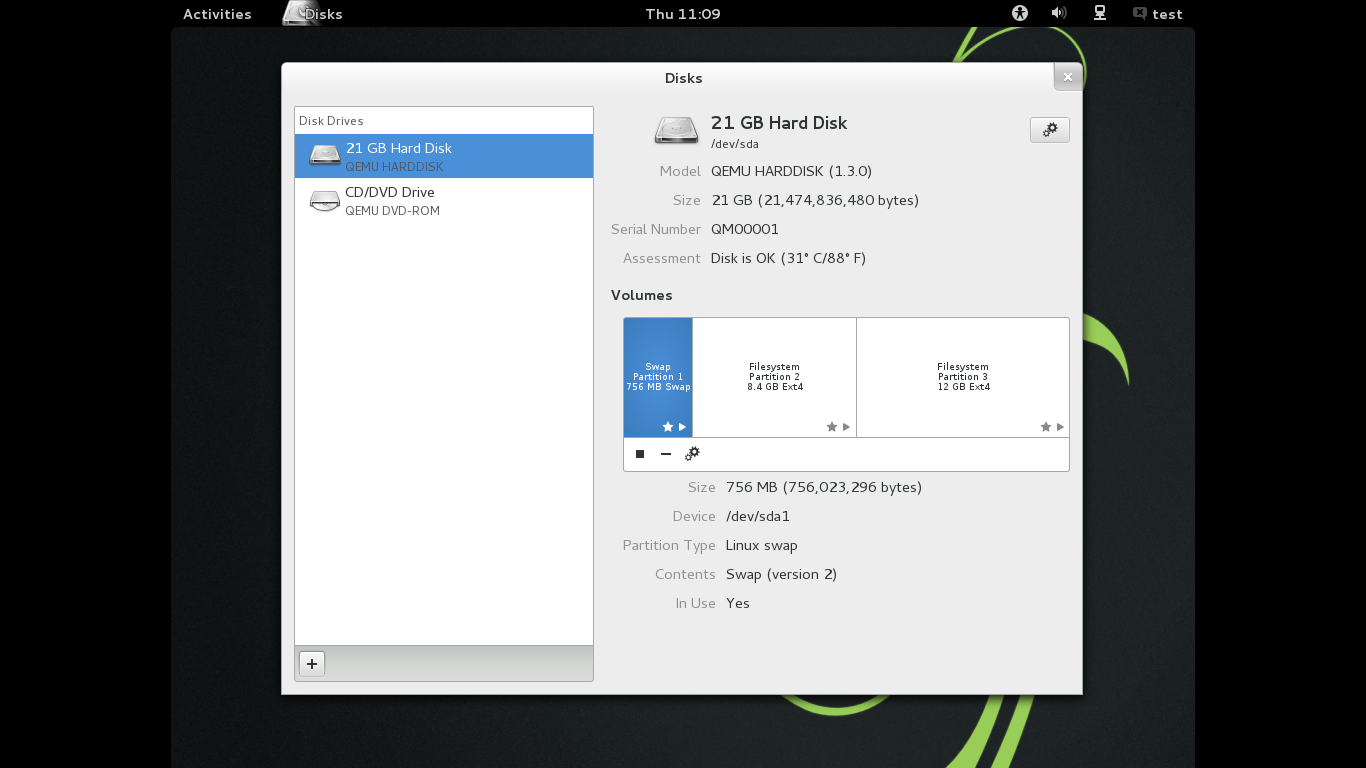 Activities
Disks
Thu 11:09
test
Disks
Disk Drives
21 GB Hard Disk
QEMU HARDDISK
CD/DVD Drive
QEMU DVD-ROM
21 GB Hard Disk
/dev/sda
Model QEMU HARDDISK (1.3.0)
Size 21 GB (21,474,836,480 bytes)
Serial Number QM00001
Assessment Disk is OK (31° C/88° F)
Volumes
Swap
Partition 1
756 MB Swap
Filesystem
Partition 2
8.4 GB Ext4
Filesystem
Partition 3
12 GB Ext4
Size 756 MB (756,023,296 bytes)
Device /dev/sda1
Partition Type Linux swap
Contents Swap (version 2)
In Use Yes